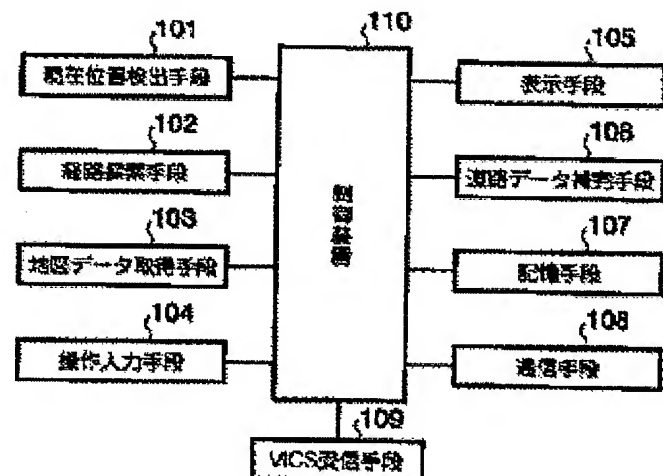 101
現在位置検出手段
102
経路探索手段
103
地図データ取得手段
104
操作入力手段
110
制御装置
105
表示手段
106
道路データ補完手段
107
記憶手段
108
通信手段
109
VICS受信手段